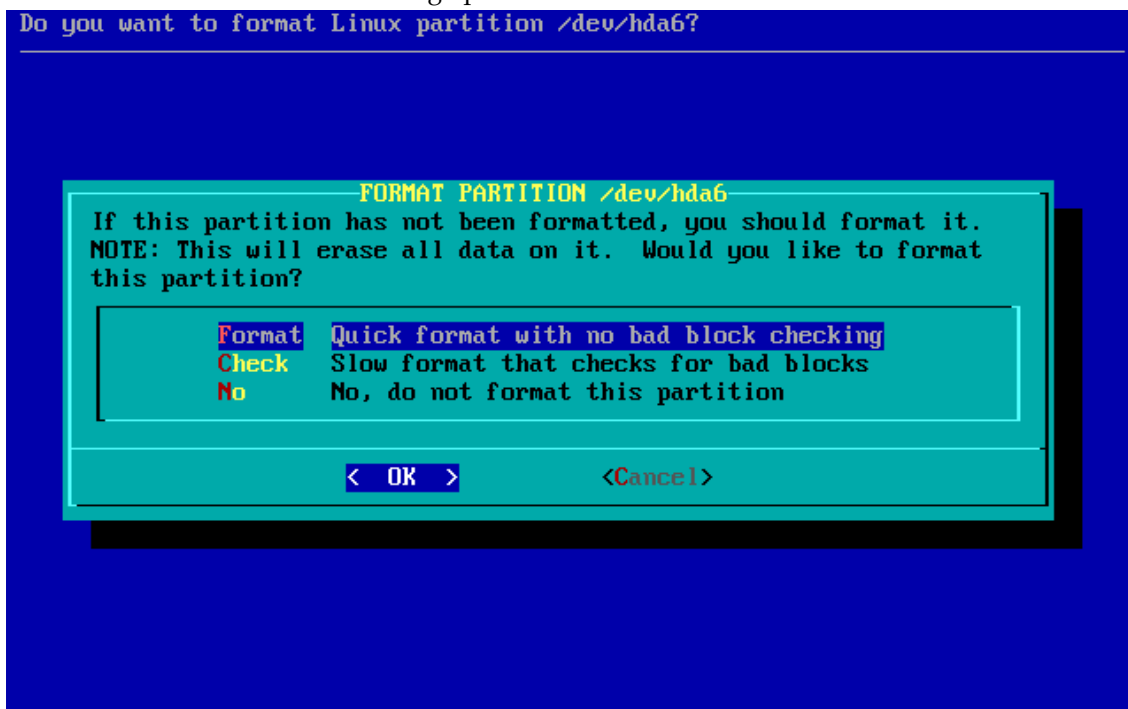 Do you want to format Linux partition /dev/hda6?
FORMAT PARTITION /dev/hda6
If this partition has not been formatted, you should format it.
NOTE: This will erase all data on it.  Would you like to format
this partition?
Format  Quick format with no bad block checking
Check  Slow format that checks for bad blocks
No  No, do not format this partition
<  OK  >  <Cancel>